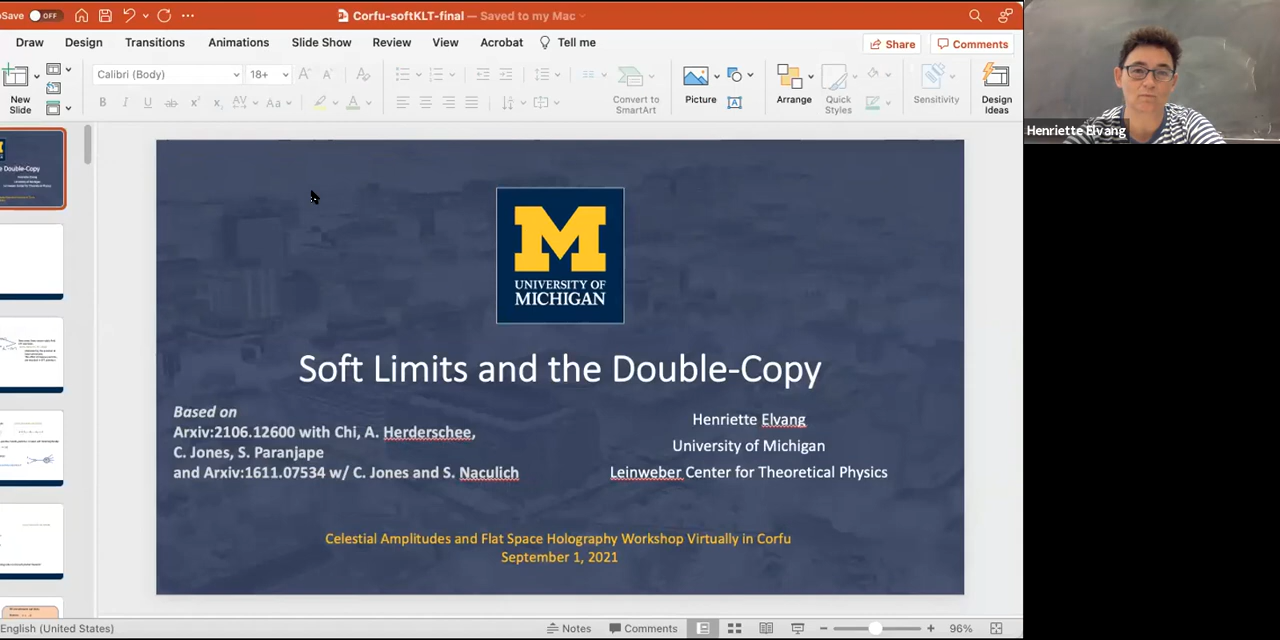 Save OFF
Corfu-softKLT-final — Saved to my Mac
Draw Design Transitions Animations Slide Show Review View Acrobat Tell me
Share Comments
New
Slide
Calibri (Body) 18+
Convert to
SmartArt
Picture
Arrange
Quick
Styles
Sensitivity
Design
Ideas
Henriette Elvang
e Double-Copy
UNIVERSITY OF
MICHIGAN
Soft Limits and the Double-Copy
Based on
Arxiv:2106.12600 with Chi, A. Herderschee,
C. Jones, S. Paranjape
and Arxiv:1611.07534 w/ C. Jones and S. Naculich
Henriette Elvang
University of Michigan
Leinweber Center for Theoretical Physics
Celestial Amplitudes and Flat Space Holography Workshop Virtually in Corfu
September 1, 2021
English (United States)
Notes Comments 96%